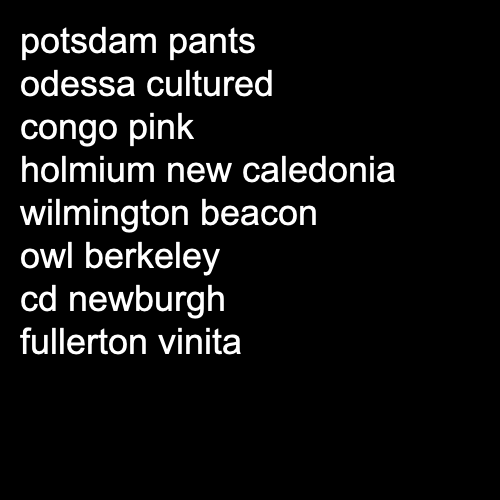 potsdam pants
odessa cultured
congo pink
holmium new caledonia
wilmington beacon
owl berkeley
cd newburgh
fullerton vinita